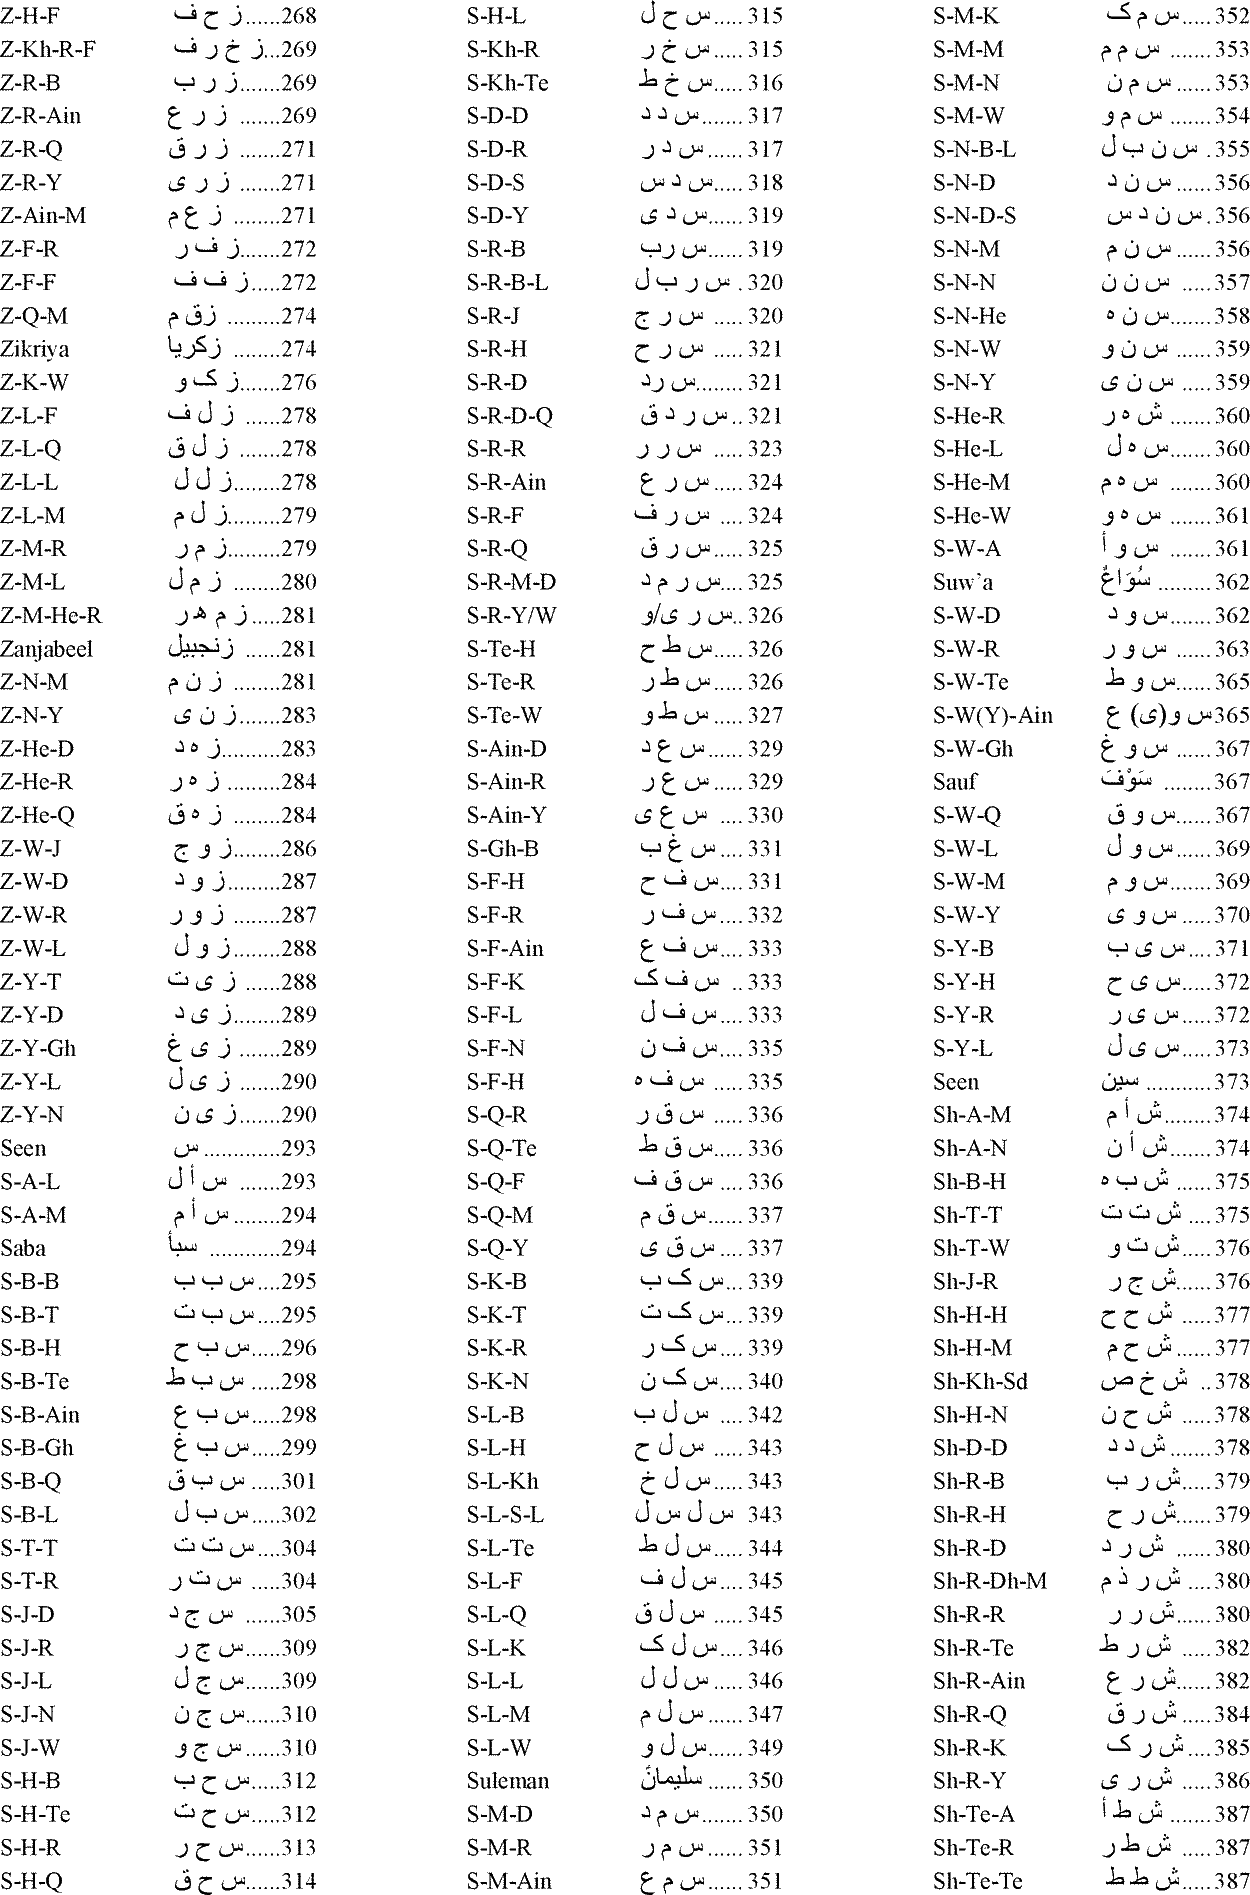 Z-H-F ز ح ف......268
Z-Kh-R-F ز خ ر ف...269
Z-R-B ز ر ب.......269
Z-R-Ain ز ر ع .......269
Z-R-Q ز ر ق .......271
Z-R-Y ز ر ی .......271
Z-Ain-M ز ع م .......271
Z-F-R ز ف ر......272
Z-F-F ز ف ف.....272
Z-Q-M زق م .........274
Zikriya زکریا ........274
Z-K-W ز ک و.......276
Z-L-F ز ل ف ......278
Z-L-Q ز ل ق ......278
Z-L-L ز ل ل........278
Z-L-M ز ل م.........279
Z-M-R ز م ر.........279
Z-M-L ز م ل .......280
Z-M-He-R ز م ھ ر.....281
Zanjabeel زنجبیل ......281
Z-N-M ز ن م ........281
Z-N-Y ز ن ی .......283
Z-He-D ز ہ د.........283
Z-He-R ز ہ ر .........284
Z-He-Q ز ہ ق ........284
Z-W-J ز و ج........286
Z-W-D ز و د.........287
Z-W-R ز و ر ........287
Z-W-L ز و ل........288
Z-Y-T ز ی ت ......288
Z-Y-D ز ی د........289
Z-Y-Gh ز ی غ .......289
Z-Y-L ز ی ل .......290
Z-Y-N ز ی ن.......290
Seen س .............293
S-A-L س أ ل .......293
S-A-M س أ م ........294
Saba سبأ ............294
S-B-B س ب ب.....295
S-B-T س ب ت....295
S-B-H س ب ح.....296
S-B-Te س ب ط .....298
S-B-Ain س ب ع .....298
S-B-Gh س ب غ .....299
S-B-Q س ب ق .....301
S-B-L س ب ل.....302
S-T-T س ت ت....304
S-T-R س ت ر .....304
S-J-D س ج د .....305
S-J-R س ج ر......309
S-J-L س ج ل......309
S-J-N س ج ن......310
S-J-W س ج و......310
S-H-B س ح ب.....312
S-H-Te س ح ت .....312
S-H-R س ح ر......313
S-H-Q س ح ق......314
S-H-L س ح ل ..... 315
S-Kh-R س خ ر ...... 315
S-Kh-Te س خ ط..... 316
S-D-D س د د....... 317
S-D-R س د ر...... 317
S-D-S س د س..... 318
S-D-Y س د ی...... 319
S-R-B س رب...... 319
S-R-B-L س ر ب ل . 320
S-R-J س ر ج ..... 320
S-R-H س ر ح ..... 321
S-R-D س رد........ 321
S-R-D-Q س ر د ق .. 321
S-R-R س ر ر ...... 323
S-R-Ain س ر ع ..... 324
S-R-F س ر ف .... 324
S-R-Q س ر ق ..... 325
S-R-M-D س ر م د.... 325
S-R-Y/W س ر ی/و.. 326
S-Te-H س ط ح .... 326
S-Te-R س ط ر ..... 326
S-Te-W س ط و ..... 327
S-Ain-D س ع د ...... 329
S-Ain-R س ع ر ...... 329
S-Ain-Y س ع ی .... 330
S-Gh-B س غ ب .... 331
S-F-H س ف ح .... 331
S-F-R س ف ر ..... 332
S-F-Ain س ف ع .... 333
S-F-K س ف ک .. 333
S-F-L س ف ل .... 333
S-F-N س ف ن..... 335
S-F-H س ف ہ ..... 335
S-Q-R س ق ر ..... 336
S-Q-Te س ق ط ..... 336
S-Q-F س ق ف .... 336
S-Q-M س ق م...... 337
S-Q-Y س ق ی .... 337
S-K-B س ک ب... 339
S-K-T س ک ت... 339
S-K-R س ک ر .... 339
S-K-N س ک ن.... 340
S-L-B س ل ب .... 342
S-L-H س ل ح ..... 343
S-L-Kh س ل خ ..... 343
S-L-S-L س ل س ل 343
S-L-Te س ل ط ..... 344
S-L-F س ل ف..... 345
S-L-Q س ل ق ..... 345
S-L-K س ل ک .... 346
S-L-L س ل ل ..... 346
S-L-M س ل م ...... 347
S-L-W س ل و....... 349
Suleman سلیمانؑ ...... 350
S-M-D س م د....... 350
S-M-R س م ر ...... 351
S-M-Ain س م ع ..... 351
S-M-K س م ک.....352
S-M-M س م م .......353
S-M-N س م ن ......353
S-M-W س م و .......354
S-N-B-L س ن ب ل .355
S-N-D س ن د ......356
S-N-D-S س ن د س .356
S-N-M س ن م ......356
S-N-N س ن ن .....357
S-N-He س ن ہ.......358
S-N-W س ن و ......359
S-N-Y س ن ی .....359
S-He-R ش ہ ر .......360
S-He-L س ہ ل.......360
S-He-M س ہ م .......360
S-He-W س ہ و .......361
S-W-A س و أ .......361
Suw’a سُوَاعٌ .........362
S-W-D س و د .......362
S-W-R س و ر .......363
S-W-Te س و ط.......365
S-W(Y)-Ain س و(ی) ع365
S-W-Gh س و غ ......367
Sauf سَوْفَ ........367
S-W-Q س و ق.......367
S-W-L س و ل.......369
S-W-M س و م........369
S-W-Y س و ی .....370
S-Y-B س ی ب ....371
S-Y-H س ی ح.....372
S-Y-R س ی ر......372
S-Y-L س ی ل.....373
Seen سین ...........373
Sh-A-M ش أ م........374
Sh-A-N ش أ ن.......374
Sh-B-H ش ب ہ ......375
Sh-T-T ش ت ت ....375
Sh-T-W ش ت و......376
Sh-J-R ش ج ر ......376
Sh-H-H ش ح ح .....377
Sh-H-M ش ح م ......377
Sh-Kh-Sd ش خ ص ..378
Sh-H-N ش ح ن .....378
Sh-D-D ش د د .......378
Sh-R-B ش ر ب.....379
Sh-R-H ش ر ح......379
Sh-R-D ش ر د ......380
Sh-R-Dh-M ش ر ذ م ....380
Sh-R-R ش ر ر .......380
Sh-R-Te ش ر ط .....382
Sh-R-Ain ش ر ع ......382
Sh-R-Q ش ر ق .....384
Sh-R-K ش ر ک....385
Sh-R-Y ش ر ی .....386
Sh-Te-A ش ط أ ......387
Sh-Te-R ش ط ر .....387
Sh-Te-Te ش ط ط......387